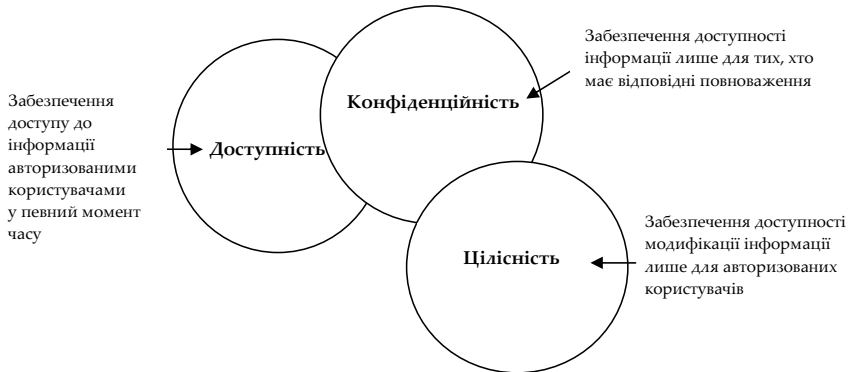 Забезпечення доступності
інформації лише для тих, хто
має відповідні повноваження
Конфіденційність
Забезпечення
доступу до
інформації
авторизованими
користувачами
у певний момент
часу
Доступність
Забезпечення доступності
модифікації інформації
лише для авторизованих
користувачів
Цілісність